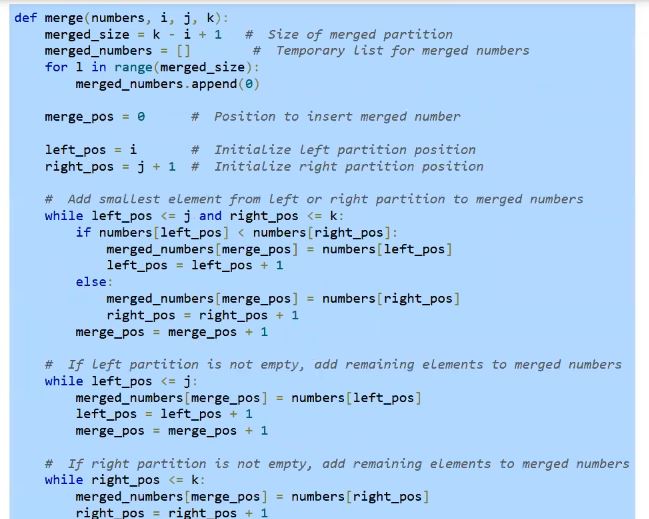 def merge(numbers, i, j, k):
    merged_size = k - i + 1   # Size of merged partition
    merged_numbers = []        # Temporary list for merged numbers
    for l in range(merged_size):
        merged_numbers.append(0)

    merge_pos = 0      # Position to insert merged number

    left_pos = i       # Initialize left partition position
    right_pos = j + 1  # Initialize right partition position

    # Add smallest element from left or right partition to merged numbers
    while left_pos <= j and right_pos <= k:
        if numbers[left_pos] < numbers[right_pos]:
            merged_numbers[merge_pos] = numbers[left_pos]
            left_pos = left_pos + 1
        else:
            merged_numbers[merge_pos] = numbers[right_pos]
            right_pos = right_pos + 1
        merge_pos = merge_pos + 1

    # If left partition is not empty, add remaining elements to merged numbers
    while left_pos <= j:
        merged_numbers[merge_pos] = numbers[left_pos]
        left_pos = left_pos + 1
        merge_pos = merge_pos + 1

    # If right partition is not empty, add remaining elements to merged numbers
    while right_pos <= k:
        merged_numbers[merge_pos] = numbers[right_pos]
        right_pos = right_pos + 1